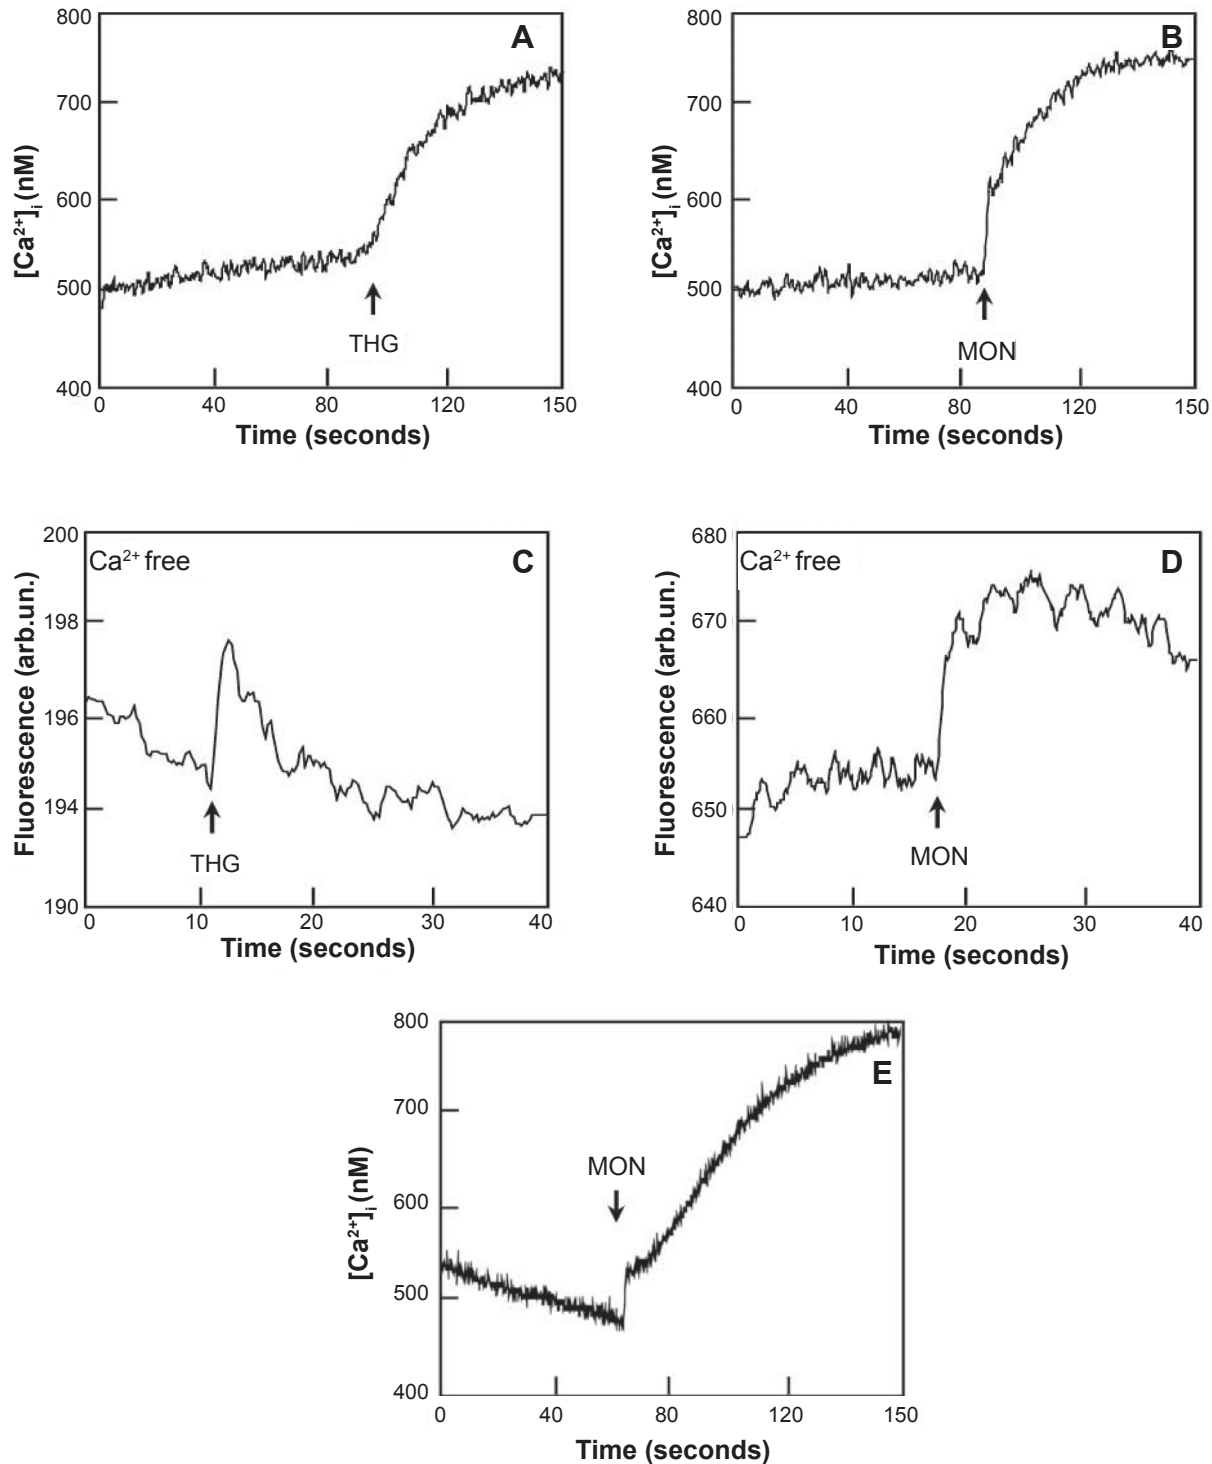 800
A
700
600
500
400
[Ca²⁺]ᵢ (nM)
THG
0 40 80 120 150
Time (seconds)
800
B
700
600
500
400
[Ca²⁺]ᵢ (nM)
MON
0 40 80 120 150
Time (seconds)
200
Ca²⁺ free
C
198
196
194
190
Fluorescence (arb.un.)
THG
0 10 20 30 40
Time (seconds)
680
Ca²⁺ free
D
670
660
650
640
Fluorescence (arb.un.)
MON
0 10 20 30 40
Time (seconds)
800
E
700
600
500
400
[Ca²⁺]ᵢ (nM)
MON
0 40 80 120 150
Time (seconds)